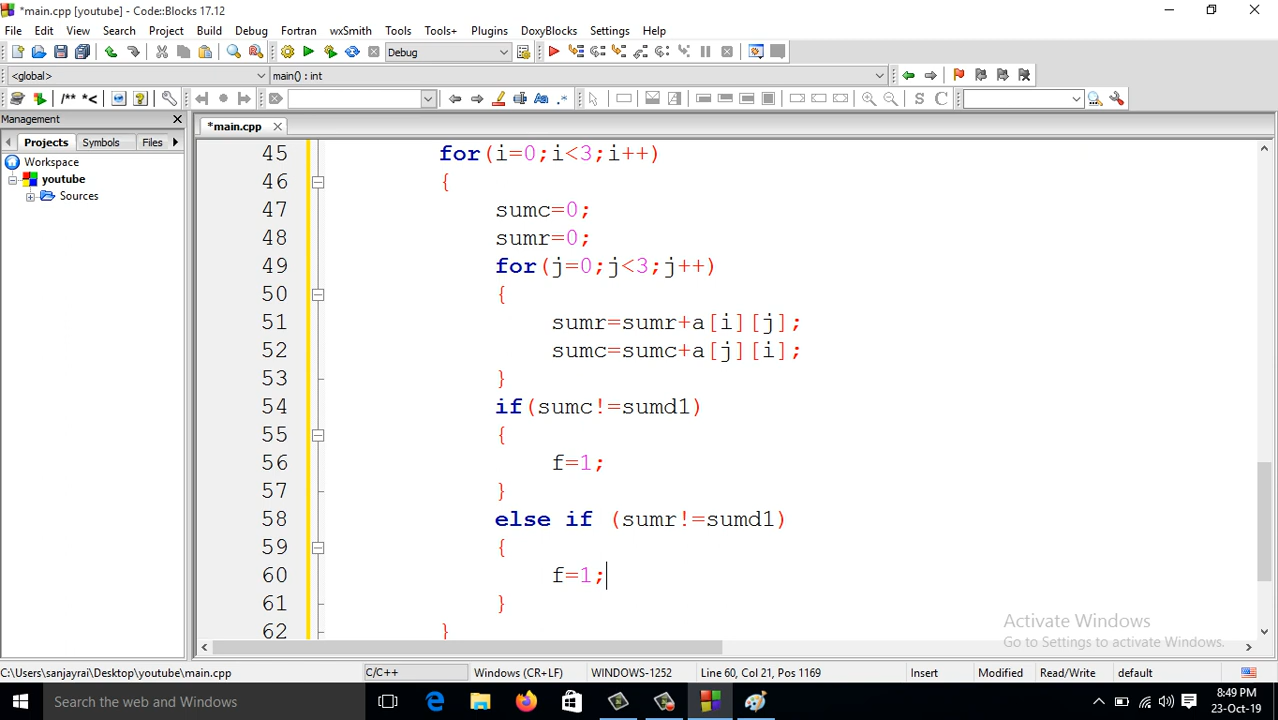 *main.cpp [youtube] - Code::Blocks 17.12
File Edit View Search Project Build Debug Fortran wxSmith Tools Tools+ Plugins DoxyBlocks Settings Help
Debug
<global> main() : int
/** *<
Aa .* S C
Management
Projects Symbols Files
*main.cpp
Workspace
youtube
Sources
45 for(i=0;i<3;i++)
46 {
47 sumc=0;
48 sumr=0;
49 for(j=0;j<3;j++)
50 {
51 sumr=sumr+a[i][j];
52 sumc=sumc+a[j][i];
53 }
54 if(sumc!=sumd1)
55 {
56 f=1;
57 }
58 else if (sumr!=sumd1)
59 {
60 f=1;
61 }
62 }
Activate Windows
Go to Settings to activate Windows.
C:\Users\sanjayrai\Desktop\youtube\main.cpp C/C++ Windows (CR+LF) WINDOWS-1252 Line 60, Col 21, Pos 1169 Insert Modified Read/Write default
Search the web and Windows
8:49 PM
23-Oct-19